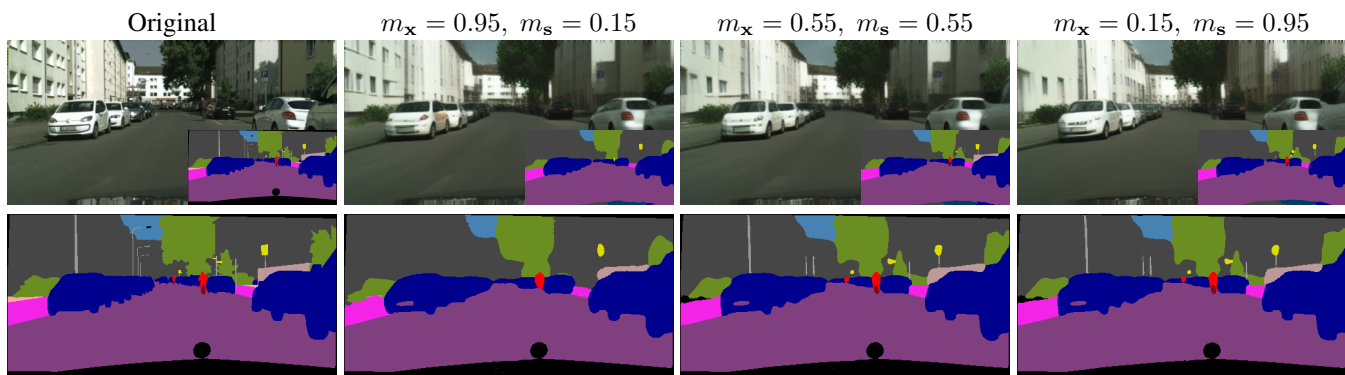 Original
m_x = 0.95, m_s = 0.15
m_x = 0.55, m_s = 0.55
m_x = 0.15, m_s = 0.95